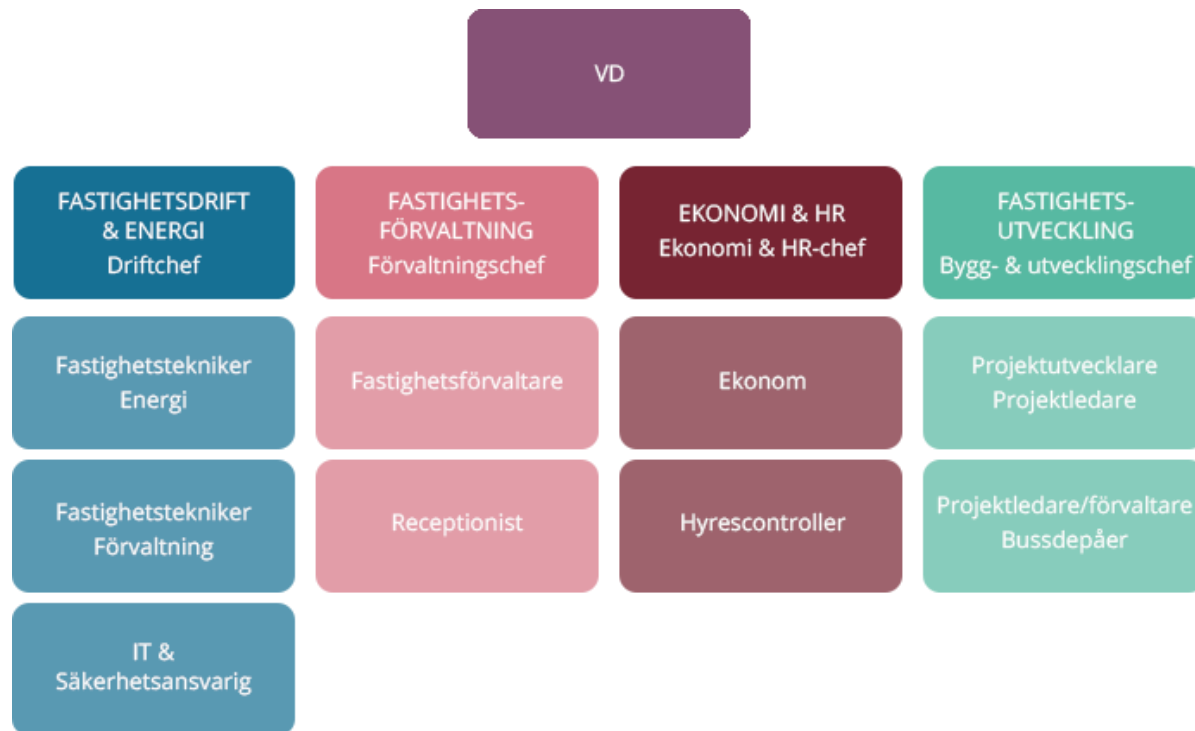 VD
FASTIGHETSDRIFT
& ENERGI
Driftchef
FASTIGHETS-
FÖRVALTNING
Förvaltningschef
EKONOMI & HR
Ekonomi & HR-chef
FASTIGHETS-
UTVECKLING
Bygg- & utvecklingschef
Fastighetstekniker
Energi
Fastighetsförvaltare
Ekonom
Projektutvecklare
Projektledare
Fastighetstekniker
Förvaltning
Receptionist
Hyrescontroller
Projektledare/förvaltare
Bussdepåer
IT &
Säkerhetsansvarig